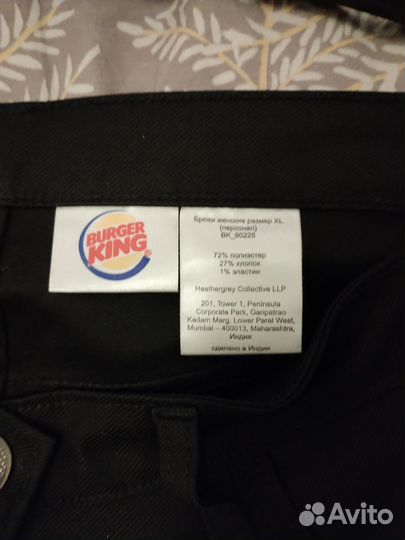 BURGER
KING
Брюки женские размер XL
(персонал)
BK_90225
72% полиэстер
27% хлопок
1% эластин
Heathergrey Collective LLP
201, Tower 1, Peninsula
Corporate Park, Ganpatrao
Kadam Marg, Lower Parel West,
Mumbai – 400013, Maharashtra,
Индия
сделано в Индии
Avito